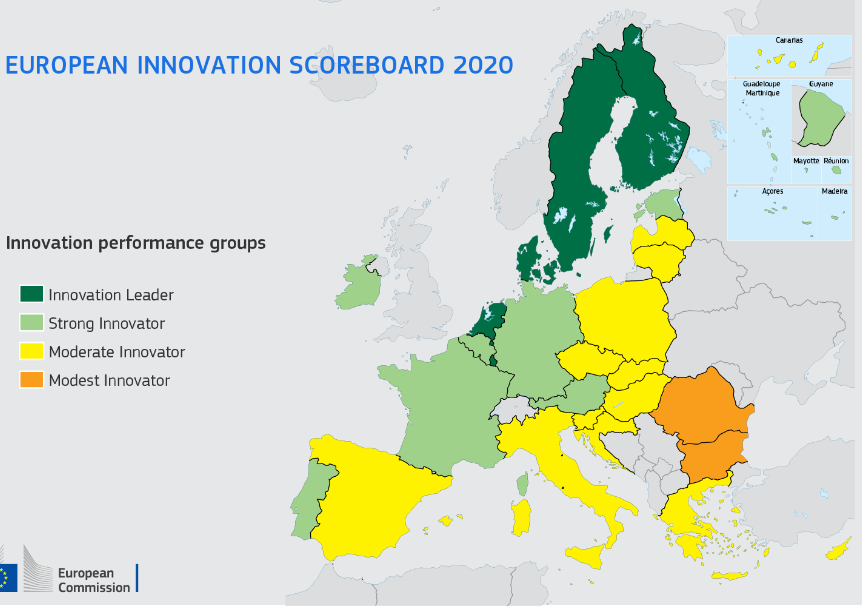 EUROPEAN INNOVATION SCOREBOARD 2020
Canarias
Guadeloupe
Martinique
Guyane
Mayotte
Réunion
Açores
Madeira
Innovation performance groups
Innovation Leader
Strong Innovator
Moderate Innovator
Modest Innovator
European
Commission